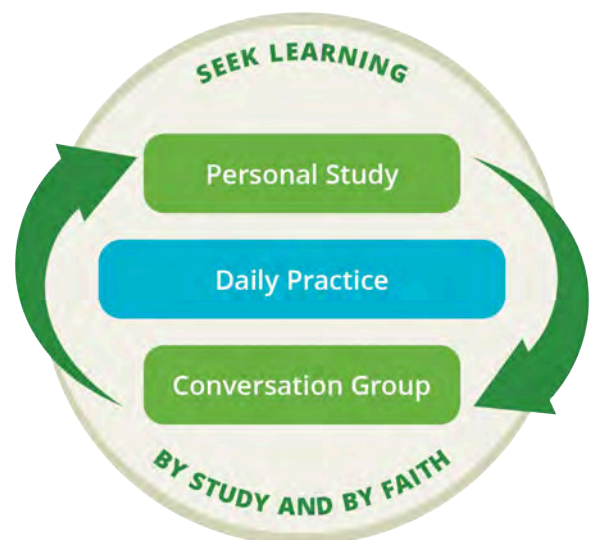 SEEK LEARNING
Personal Study
Daily Practice
Conversation Group
BY STUDY AND BY FAITH